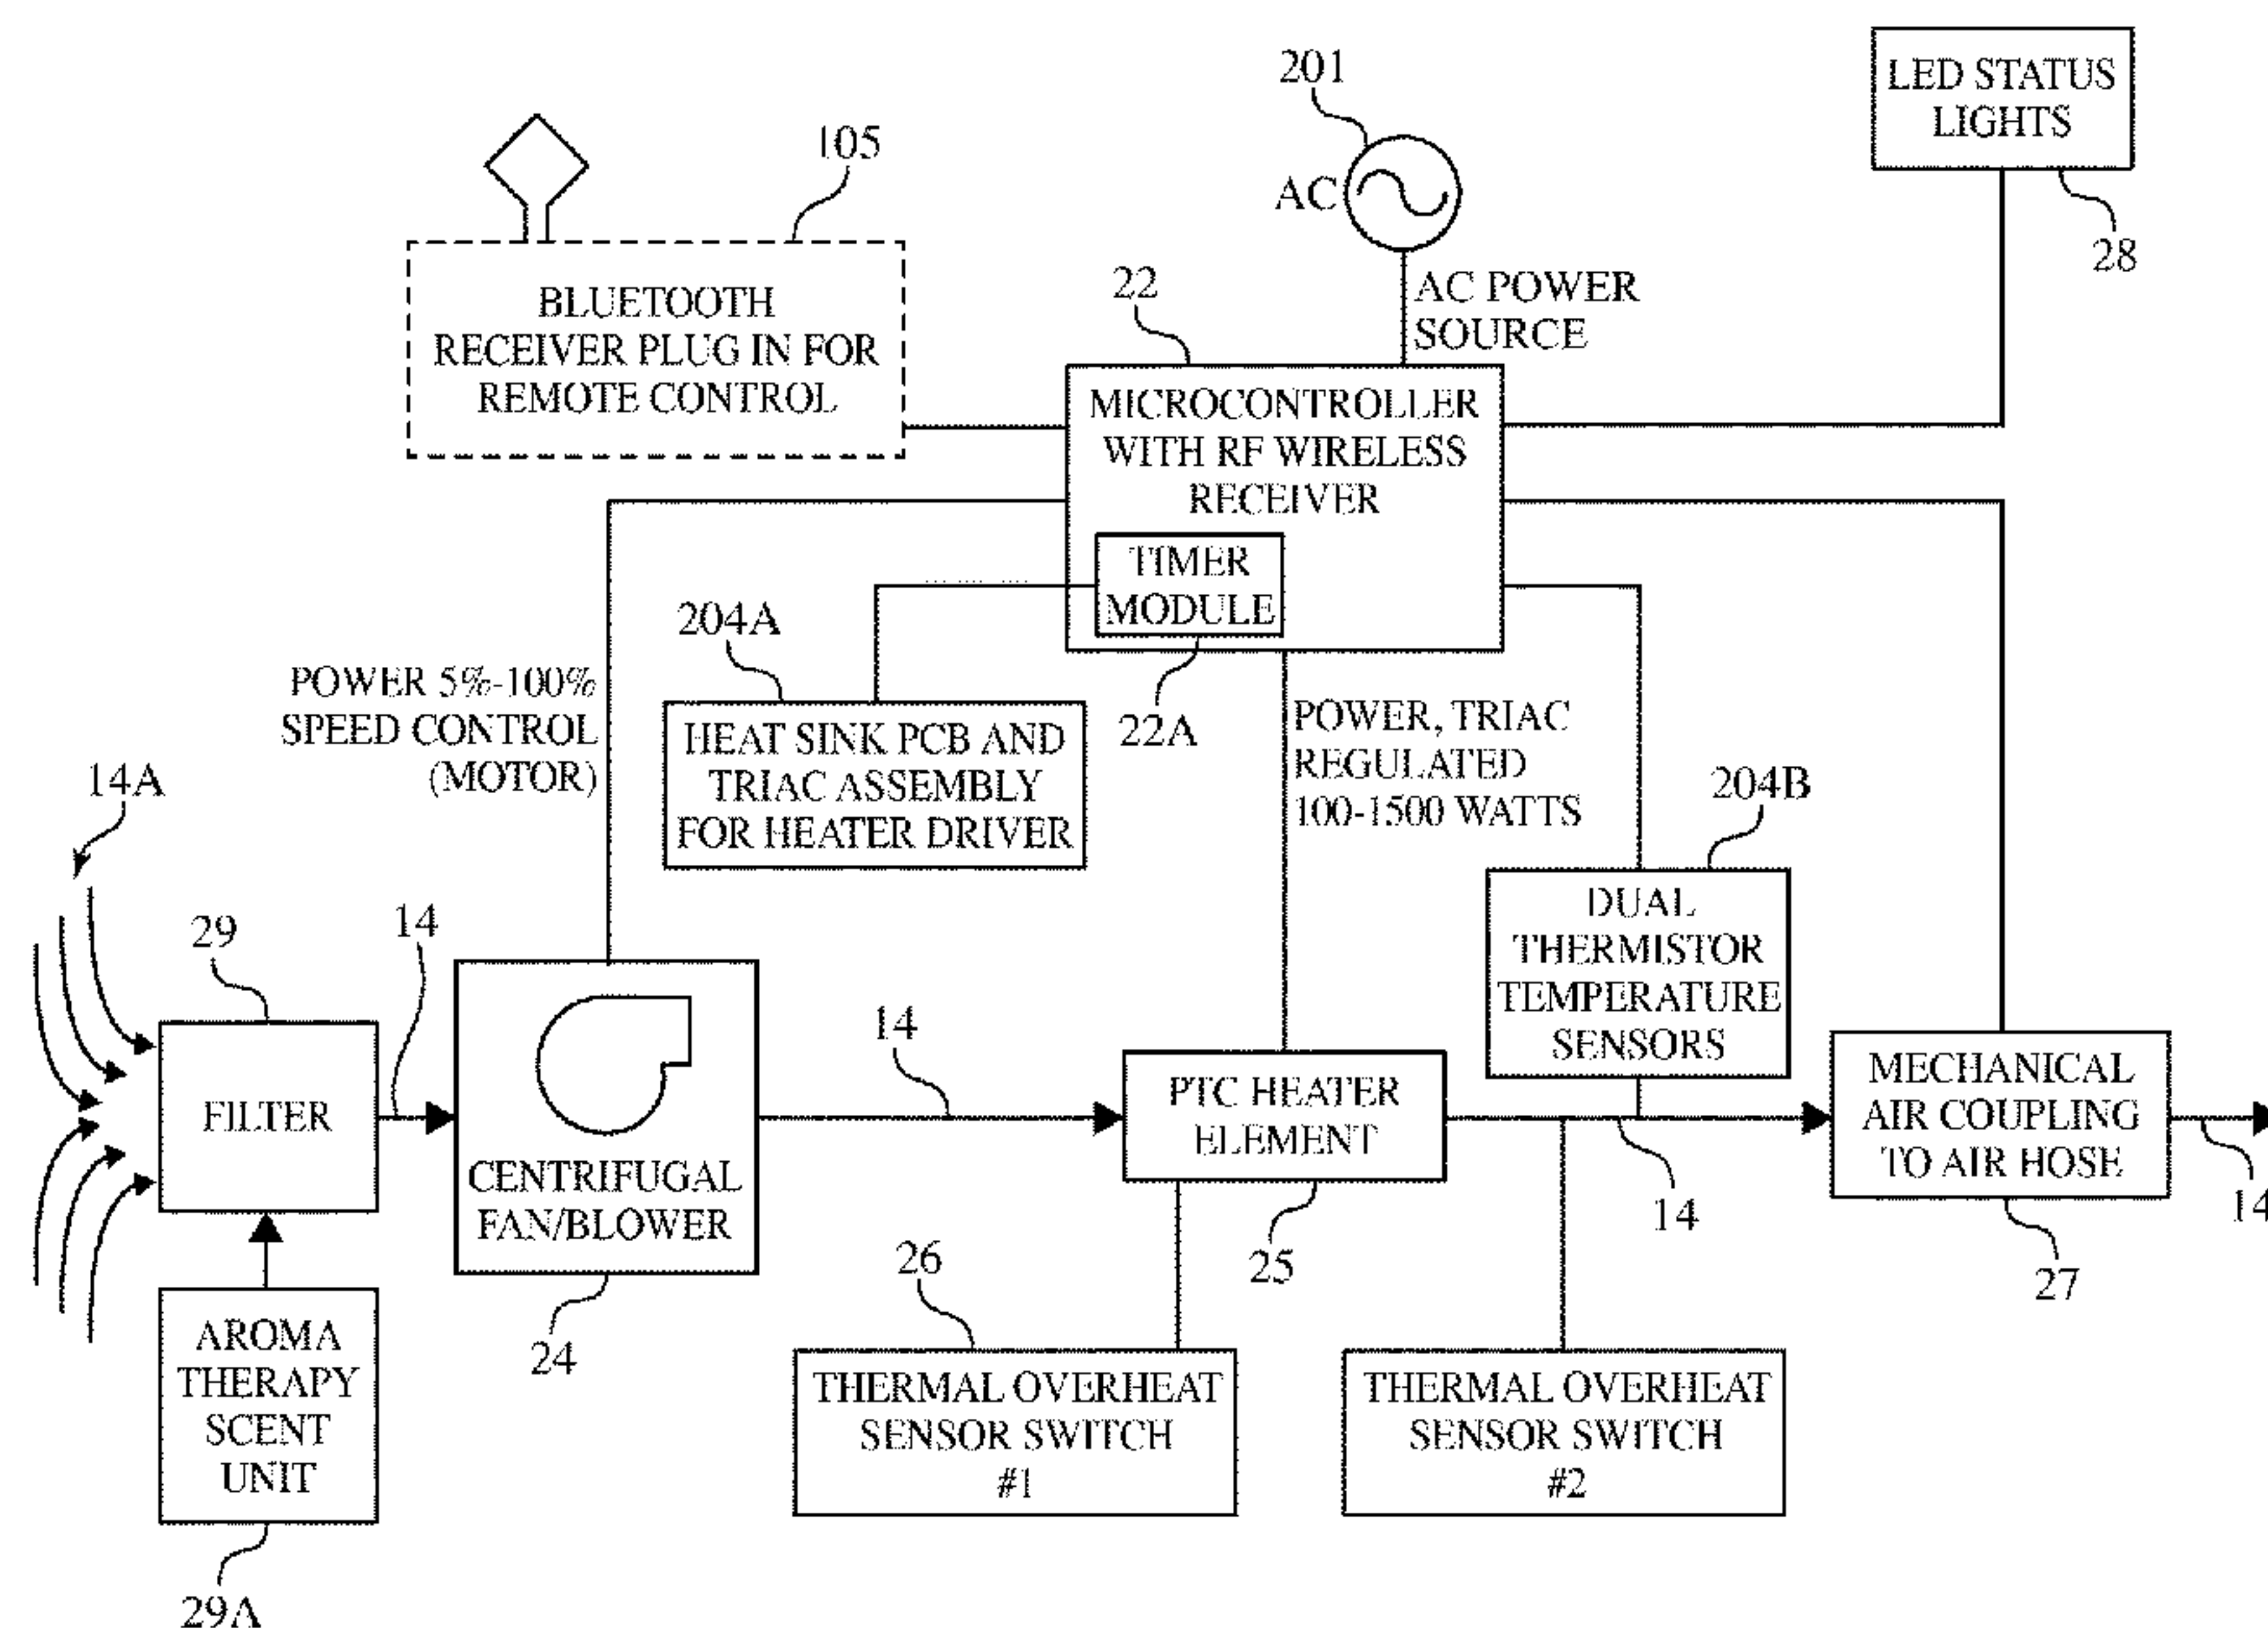 201
LED STATUS
LIGHTS
28
105
AC
BLUETOOTH
RECEIVER PLUG IN FOR
REMOTE CONTROL
22
AC POWER
SOURCE
MICROCONTROLLER
WITH RF WIRELESS
RECEIVER
TIMER
MODULE
22A
204A
POWER 5%-100%
SPEED CONTROL
(MOTOR)
HEAT SINK PCB AND
TRIAC ASSEMBLY
FOR HEATER DRIVER
POWER, TRIAC
REGULATED
100-1500 WATTS
204B
DUAL
THERMISTOR
TEMPERATURE
SENSORS
14A
29
14
FILTER
CENTRIFUGAL
FAN/BLOWER
24
14
PTC HEATER
ELEMENT
25
14
MECHANICAL
AIR COUPLING
TO AIR HOSE
27
14
AROMA
THERAPY
SCENT
UNIT
29A
26
THERMAL OVERHEAT
SENSOR SWITCH
#1
THERMAL OVERHEAT
SENSOR SWITCH
#2